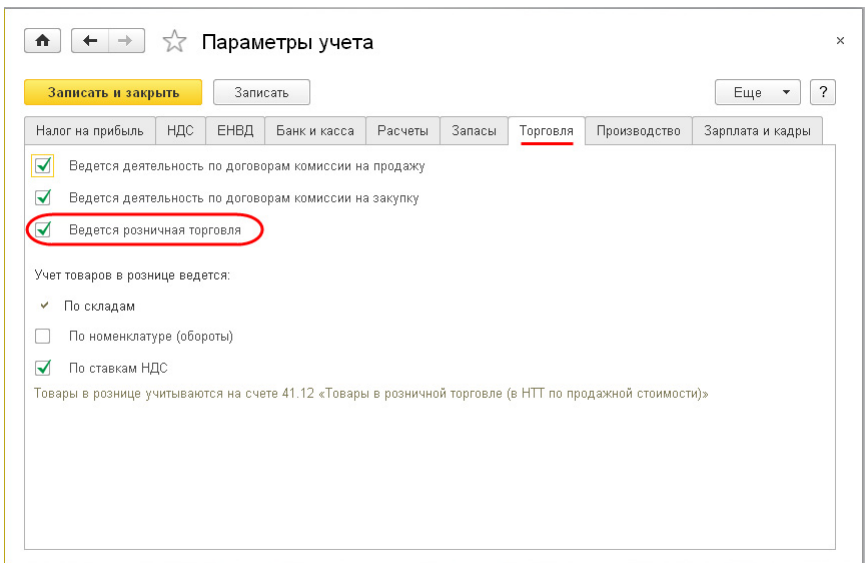 Параметры учета
×
Записать и закрыть Записать Еще ?
Налог на прибыль НДС ЕНВД Банк и касса Расчеты Запасы Торговля Производство Зарплата и кадры
Ведется деятельность по договорам комиссии на продажу
Ведется деятельность по договорам комиссии на закупку
Ведется розничная торговля
Учет товаров в рознице ведется:
По складам
По номенклатуре (обороты)
По ставкам НДС
Товары в рознице учитываются на счете 41.12 «Товары в розничной торговле (в НТТ по продажной стоимости)»